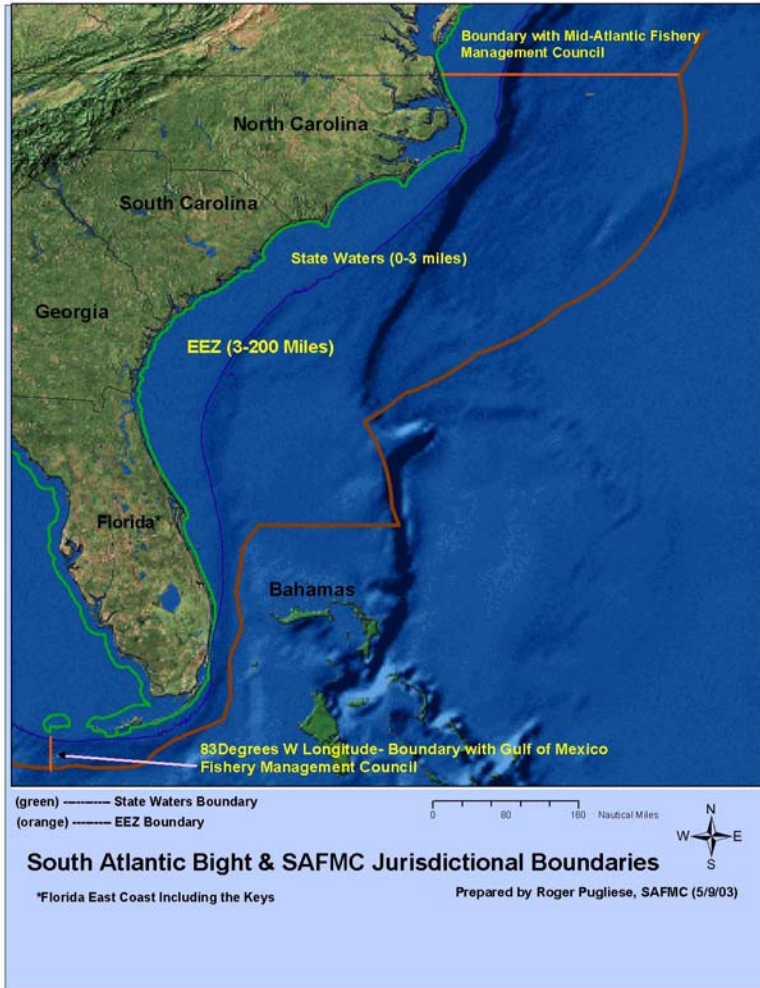 Boundary with Mid-Atlantic Fishery
Management Council
North Carolina
South Carolina
State Waters (0-3 miles)
Georgia
EEZ (3-200 Miles)
Florida*
Bahamas
83Degrees W Longitude- Boundary with Gulf of Mexico
Fishery Management Council
(green) ---------- State Waters Boundary
(orange) -------- EEZ Boundary
0 80 160 Nautical Miles
N
W E
S
South Atlantic Bight & SAFMC Jurisdictional Boundaries
*Florida East Coast Including the Keys
Prepared by Roger Pugliese, SAFMC (5/9/03)